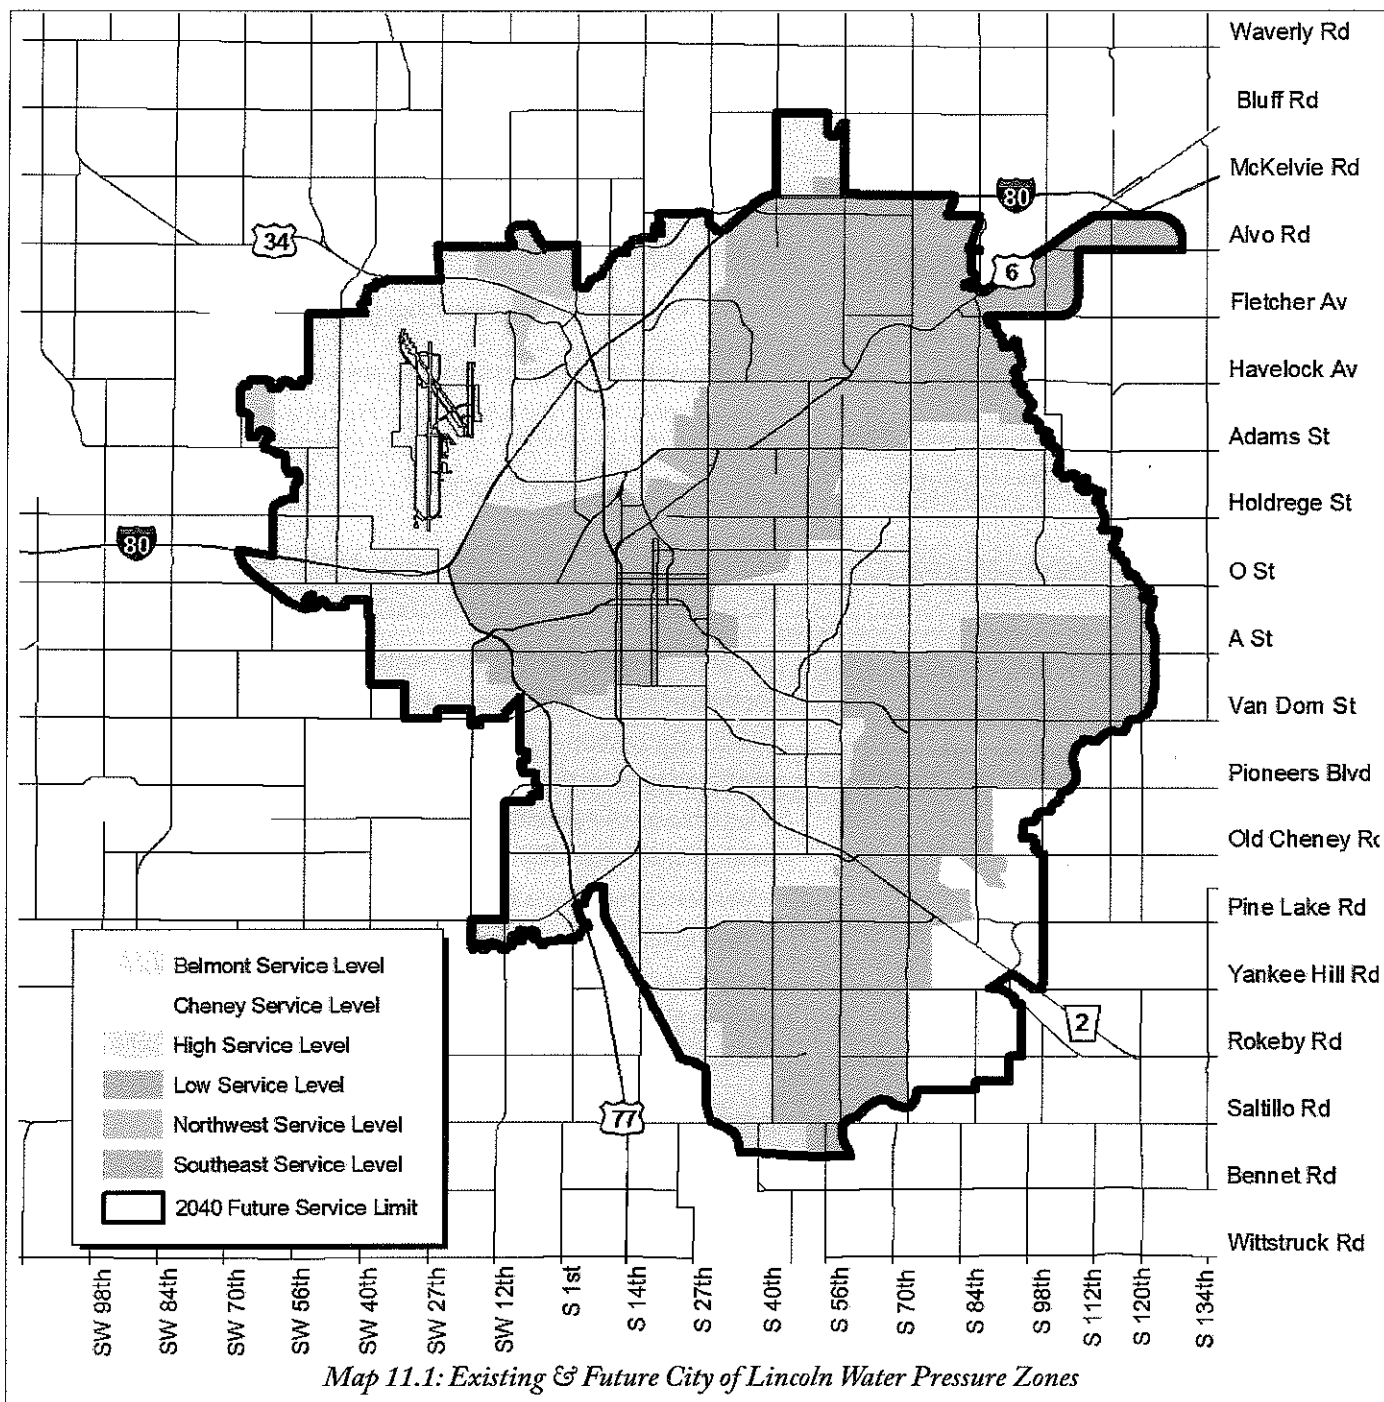 Waverly Rd
Bluff Rd
McKelvie Rd
80
34
Alvo Rd
6
Fletcher Av
Havelock Av
Adams St
Holdrege St
80
O St
A St
Van Dorn St
Pioneers Blvd
Old Cheney Rd
Pine Lake Rd
Yankee Hill Rd
2
Rokeby Rd
77
Saltillo Rd
Bennet Rd
Wittstruck Rd
Belmont Service Level
Cheney Service Level
High Service Level
Low Service Level
Northwest Service Level
Southeast Service Level
2040 Future Service Limit
SW 98th
SW 84th
SW 70th
SW 56th
SW 40th
SW 27th
SW 12th
S 1st
S 14th
S 27th
S 40th
S 56th
S 70th
S 84th
S 98th
S 112th
S 120th
S 134th
Map 11.1: Existing & Future City of Lincoln Water Pressure Zones